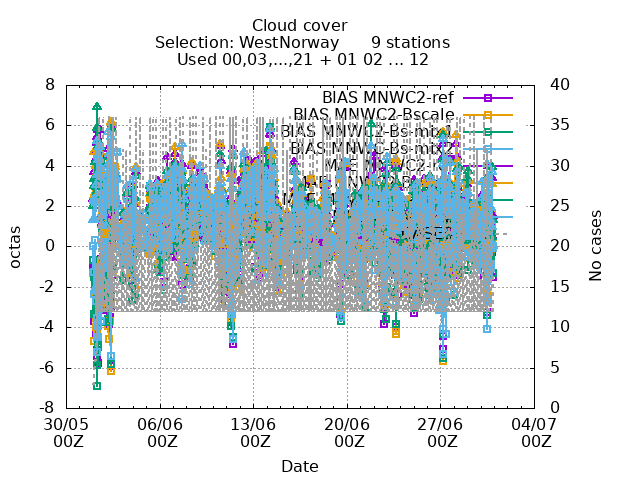 Cloud cover
Selection: WestNorway 9 stations
Used 00,03,...,21 + 01 02 ... 12
8 40
BIAS MNWC2-ref
BIAS MNWC2-Bscale
6 BIAS MNWC2-Bs-mix1 35
BIAS MNWC2-Bs-mix2
4 30
2 25
0 20
-2 15
-4 10
-6 5
-8 0
octas
No cases
30/05 06/06 13/06 20/06 27/06 04/07
00Z 00Z 00Z 00Z 00Z 00Z
Date